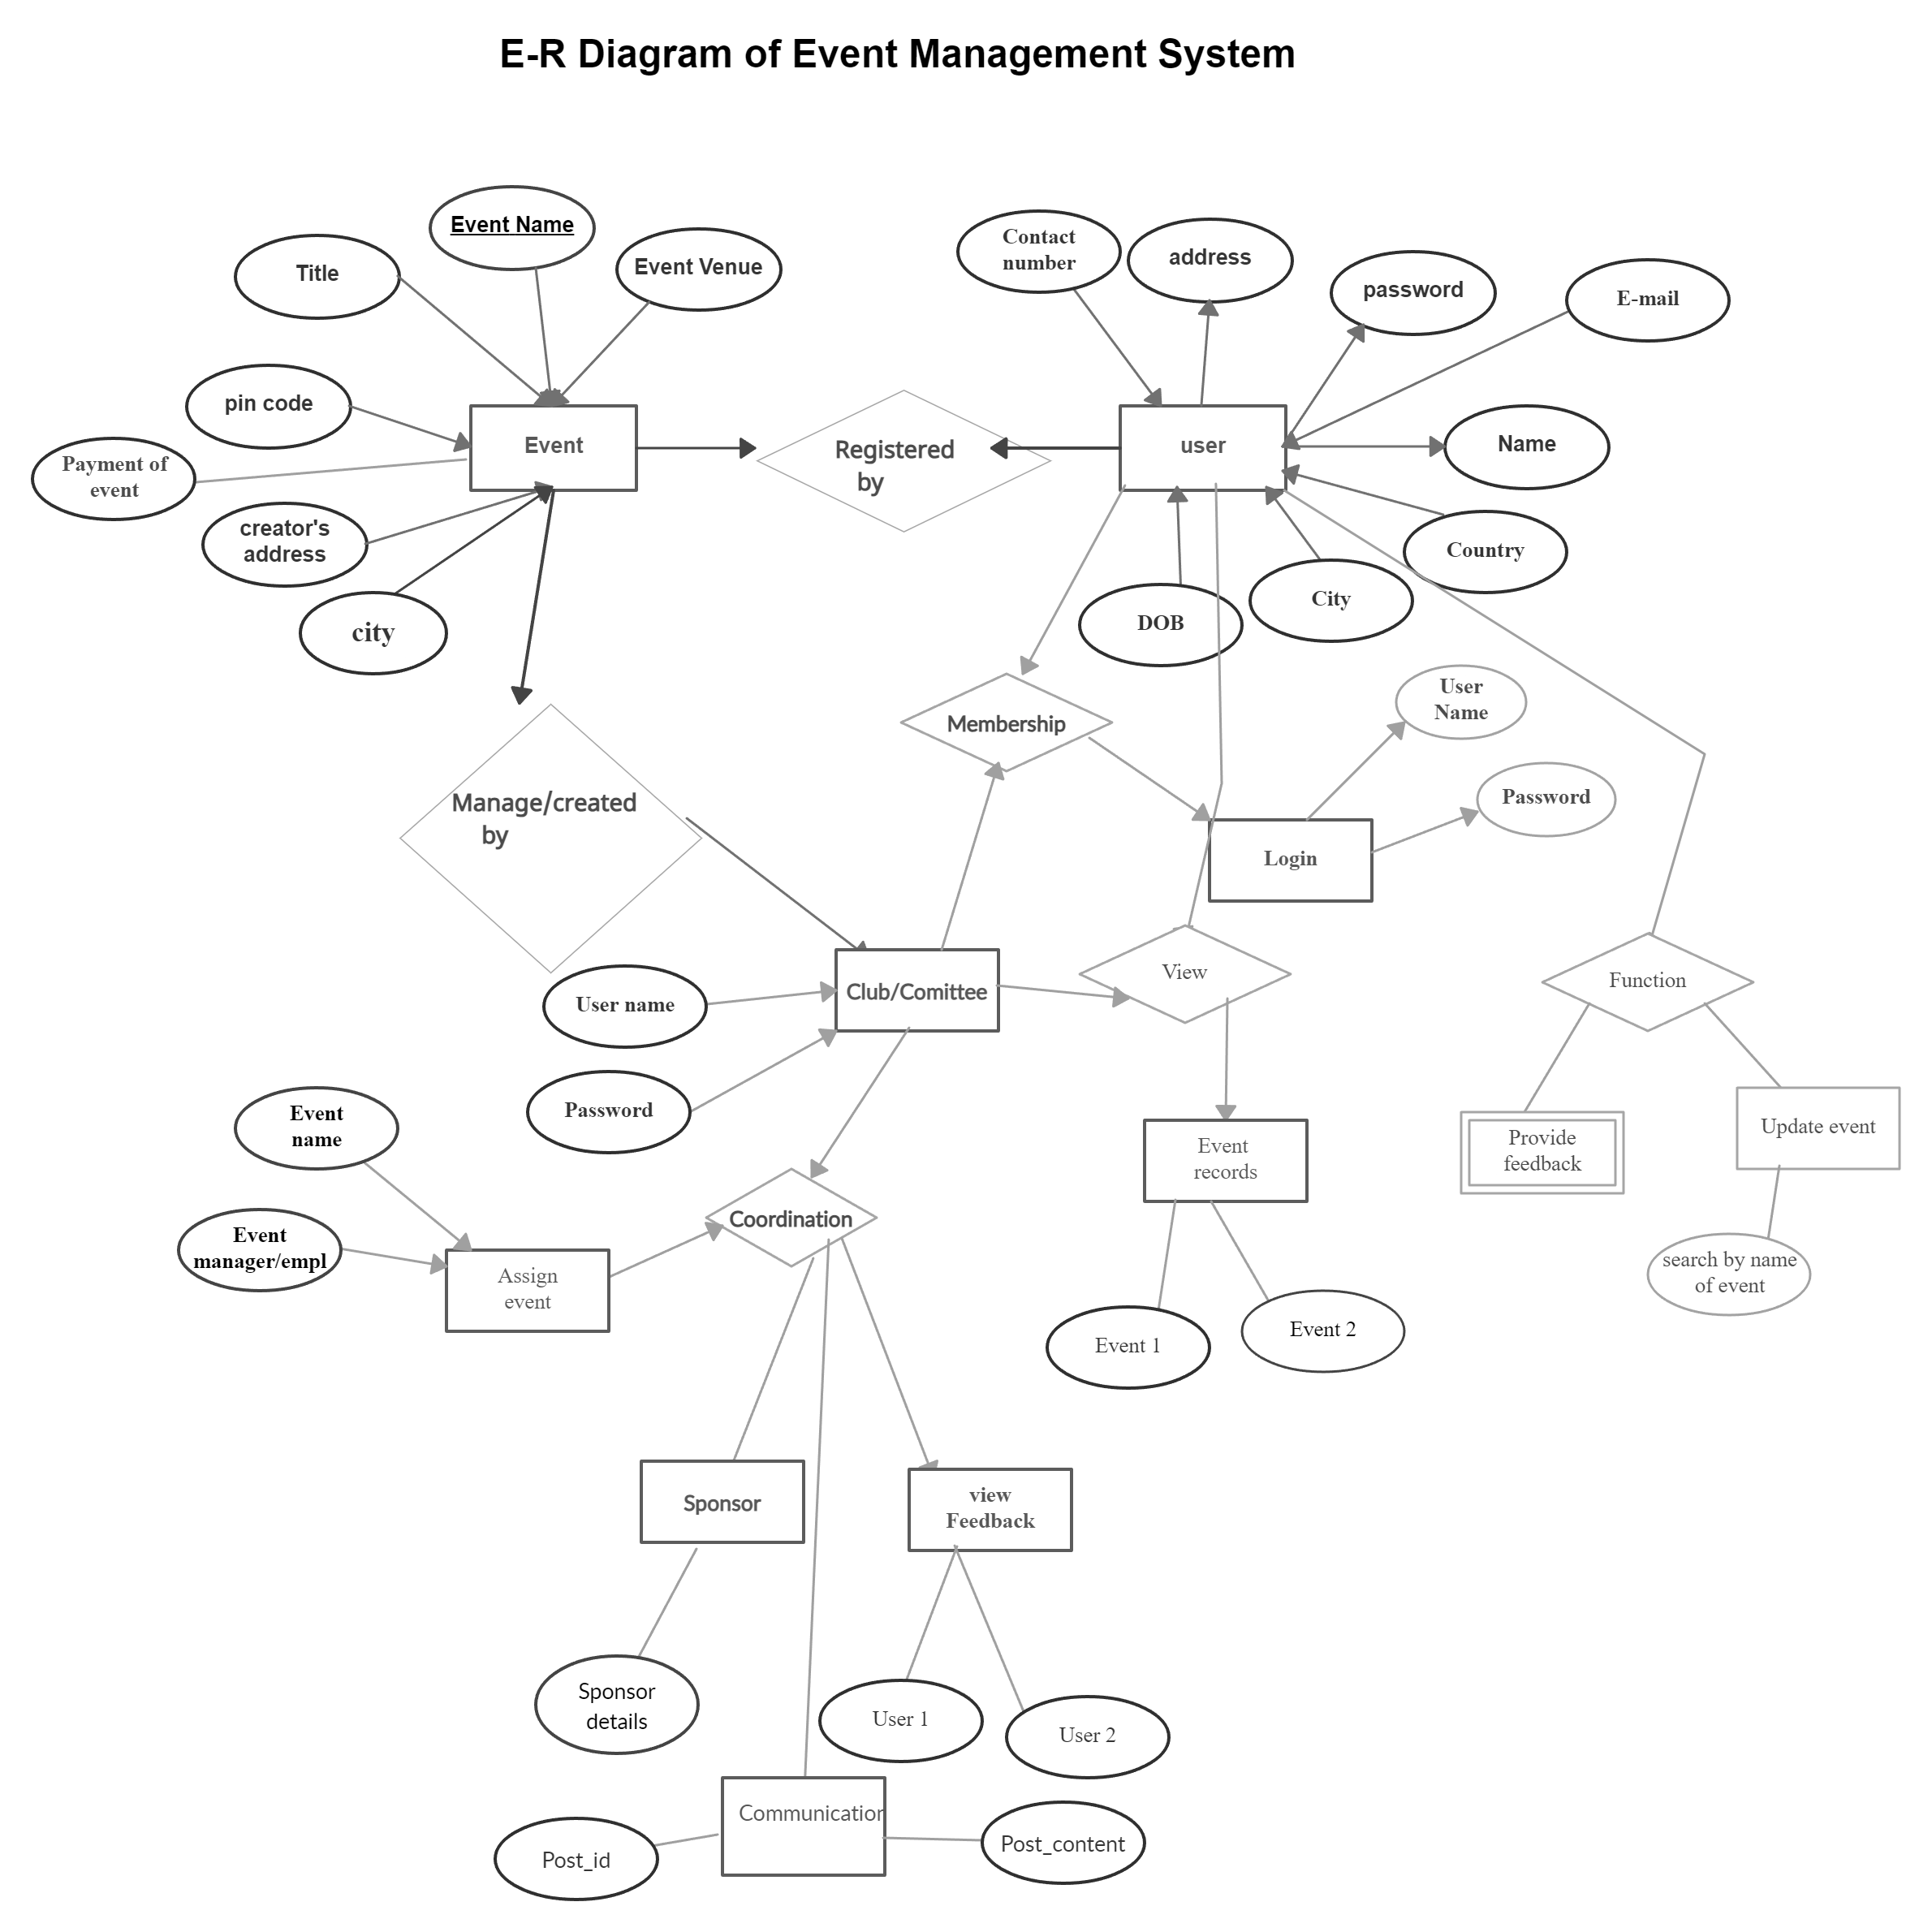 E-R Diagram of Event Management System
Event Name
Title
Event Venue
Contact
number
address
password
E-mail
pin code
Event
Registered
by
user
Name
Payment of
event
creator's
address
city
Country
City
DOB
Membership
User
Name
Password
Manage/created
by
Login
View
Function
Club/Comittee
User name
Password
Event
name
Event
records
Provide
feedback
Update event
Coordination
Event
manager/empl
Assign
event
search by name
of event
Event 1
Event 2
Sponsor
view
Feedback
Sponsor
details
User 1
User 2
Communication
Post_id
Post_content